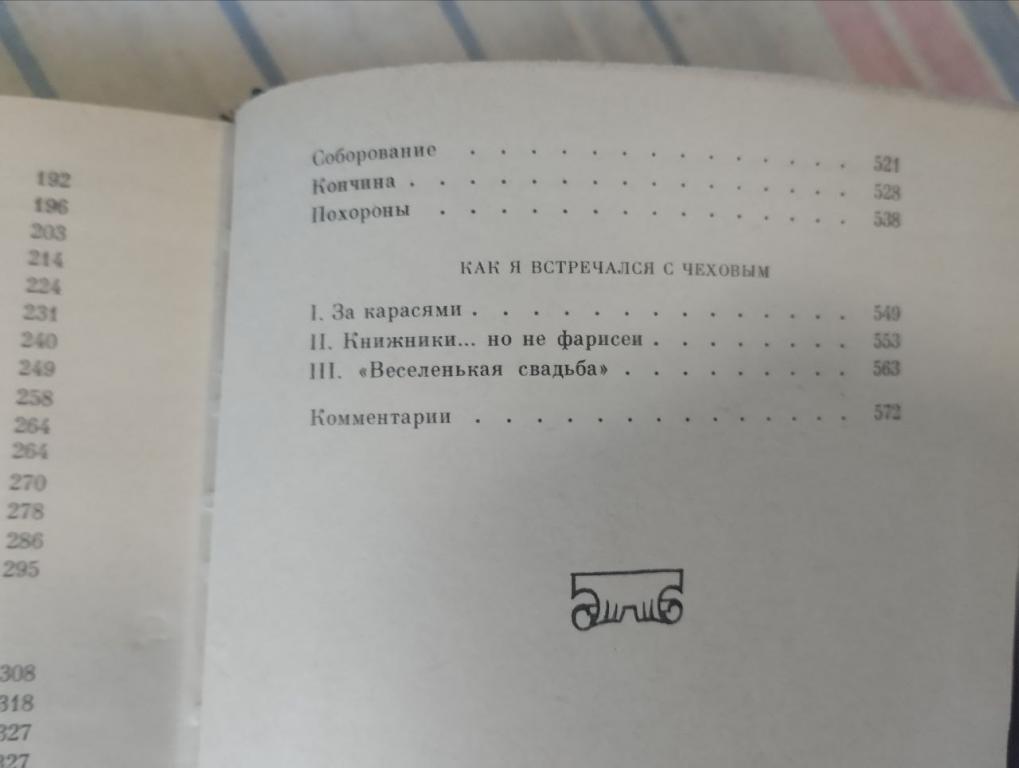 192
196
203
214
224
231
240
249
258
264
264
270
278
286
295
308
318
327
327
Соборование . . . . . . . . . . . . . 521
Кончина . . . . . . . . . . . . . . . 528
Похороны . . . . . . . . . . . . . . 538
КАК Я ВСТРЕЧАЛСЯ С ЧЕХОВЫМ
I. За карасями . . . . . . . . . . . . . 549
II. Книжники... но не фарисеи . . . . . . . 553
III. «Веселенькая свадьба» . . . . . . . . 563
Комментарии . . . . . . . . . . . . . 572